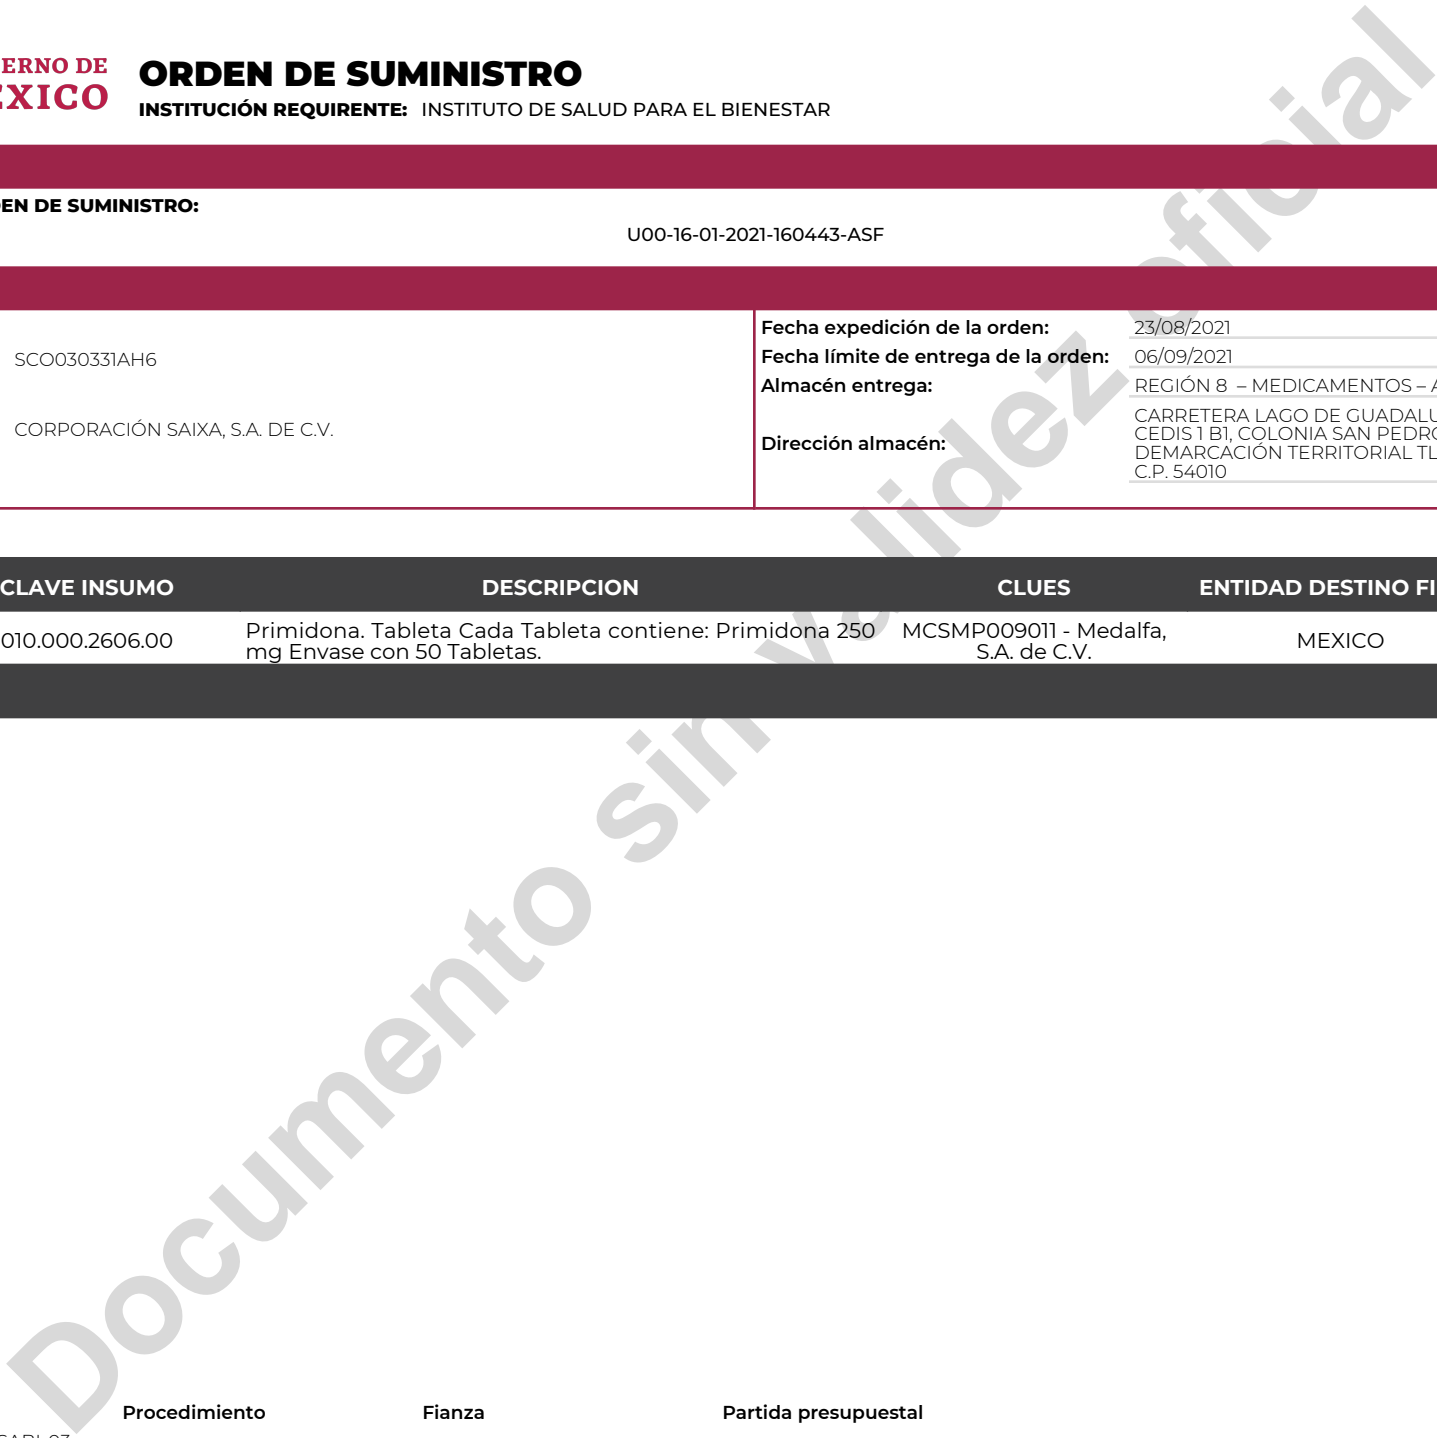 ERNO DE
EXICO
ORDEN DE SUMINISTRO
INSTITUCIÓN REQUIRENTE: INSTITUTO DE SALUD PARA EL BIENESTAR
EN DE SUMINISTRO:
U00-16-01-2021-160443-ASF
SCO030331AH6
CORPORACIÓN SAIXA, S.A. DE C.V.
Fecha expedición de la orden: 23/08/2021
Fecha límite de entrega de la orden: 06/09/2021
Almacén entrega: REGIÓN 8 – MEDICAMENTOS – A
Dirección almacén:
CARRETERA LAGO DE GUADALU
CEDIS 1 B1, COLONIA SAN PEDRO
DEMARCACIÓN TERRITORIAL TL
C.P. 54010
CLAVE INSUMO DESCRIPCION CLUES ENTIDAD DESTINO FI
010.000.2606.00
Primidona. Tableta Cada Tableta contiene: Primidona 250
mg Envase con 50 Tabletas.
MCSMP009011 - Medalfa,
S.A. de C.V.
MEXICO
Documento sin validez oficial
Procedimiento Fianza Partida presupuestal